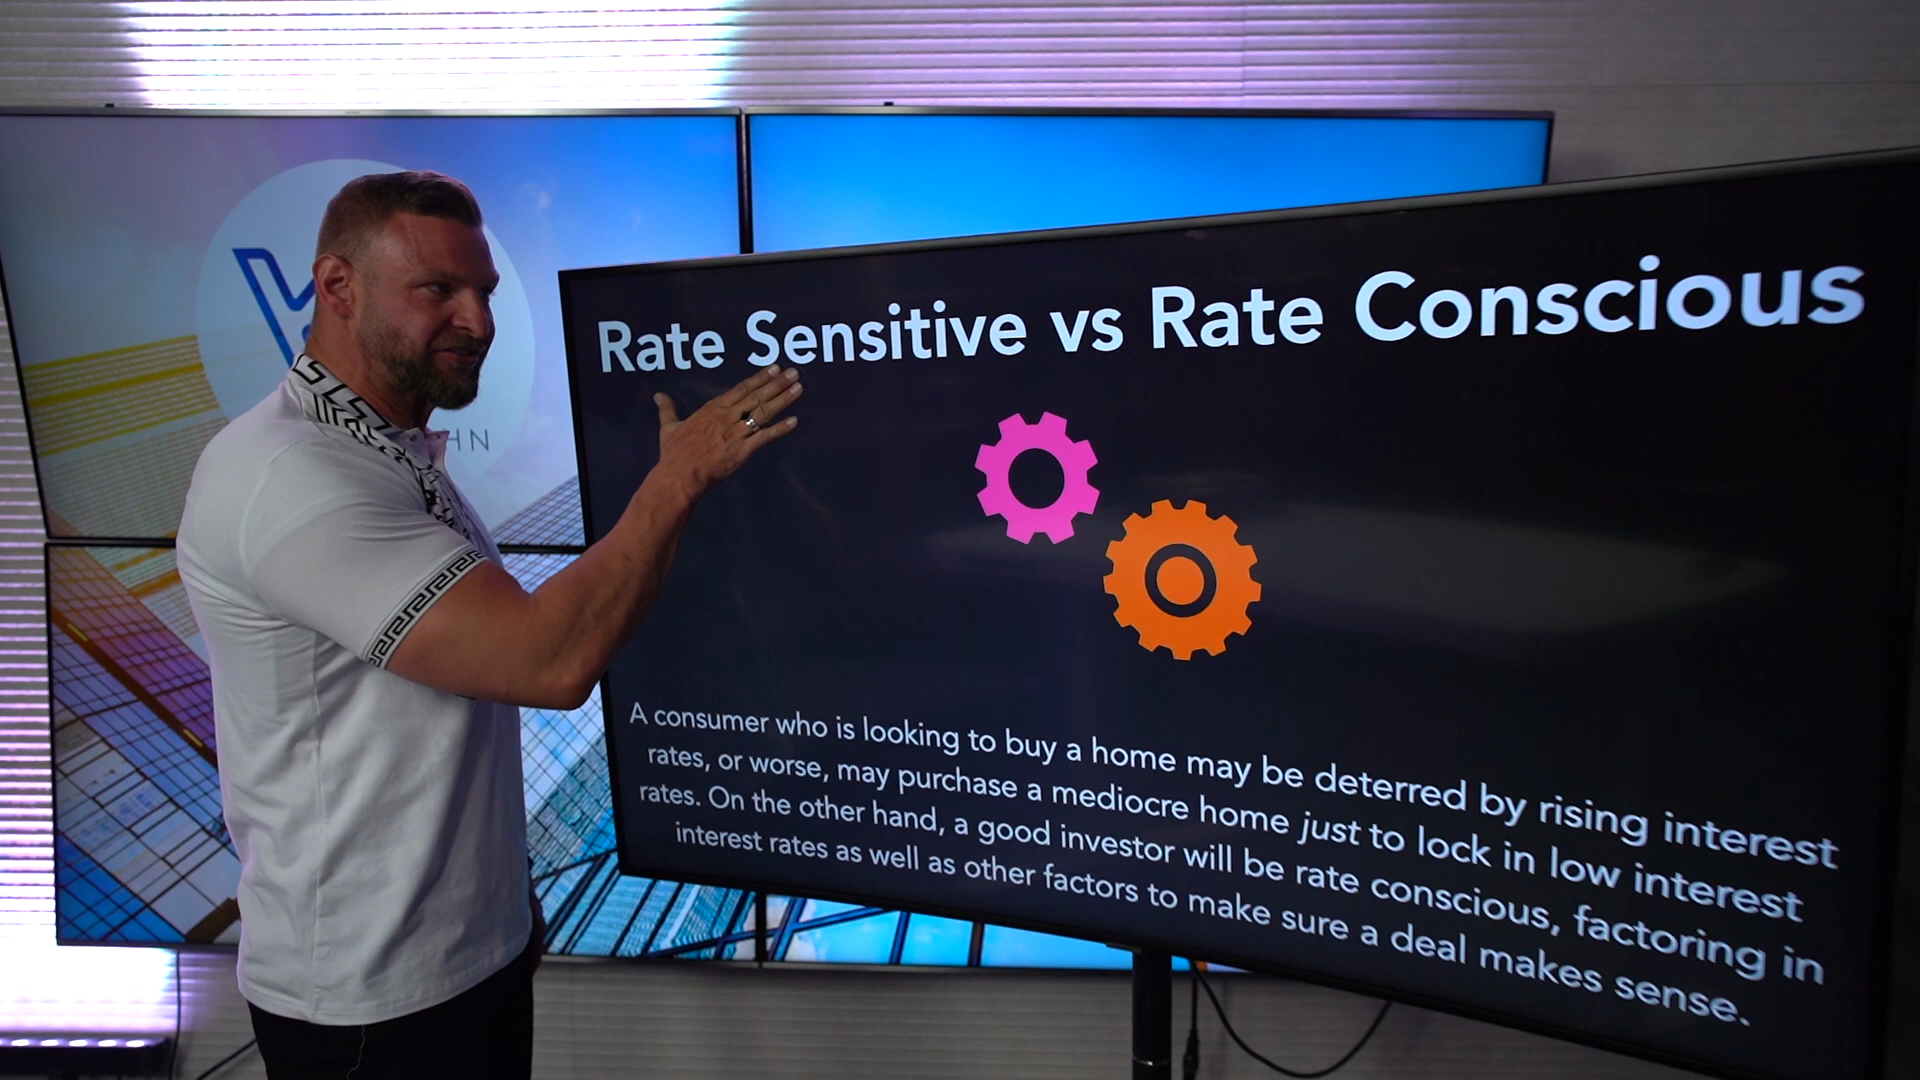 Rate Sensitive vs Rate Conscious
A consumer who is looking to buy a home may be deterred by rising interest
rates, or worse, may purchase a mediocre home just to lock in low interest
rates. On the other hand, a good investor will be rate conscious, factoring in
interest rates as well as other factors to make sure a deal makes sense.